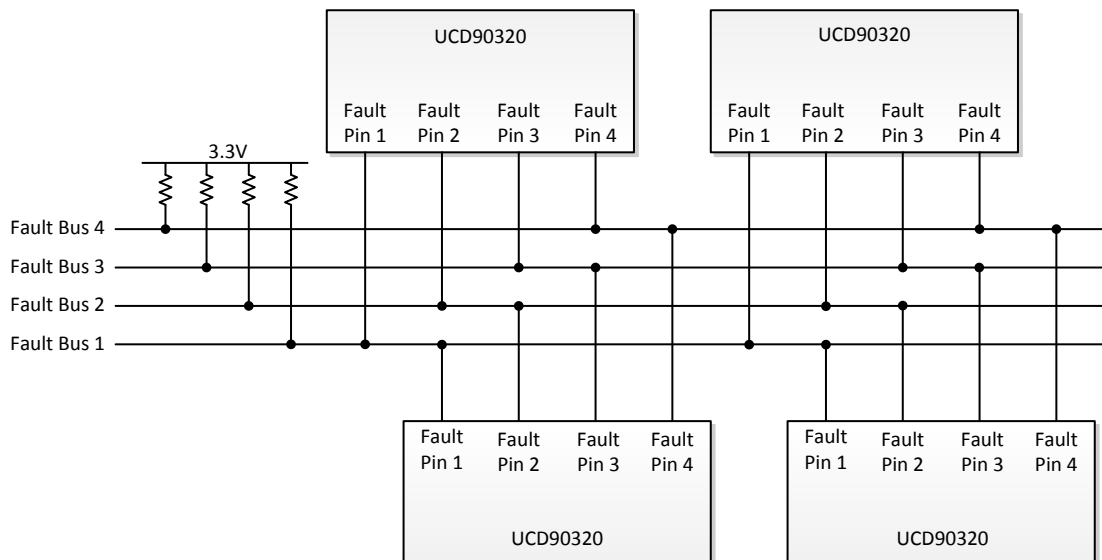 UCD90320
Fault Fault Fault Fault
Pin 1 Pin 2 Pin 3 Pin 4
UCD90320
Fault Fault Fault Fault
Pin 1 Pin 2 Pin 3 Pin 4
3.3V
Fault Bus 4
Fault Bus 3
Fault Bus 2
Fault Bus 1
Fault Fault Fault Fault
Pin 1 Pin 2 Pin 3 Pin 4
UCD90320
Fault Fault Fault Fault
Pin 1 Pin 2 Pin 3 Pin 4
UCD90320